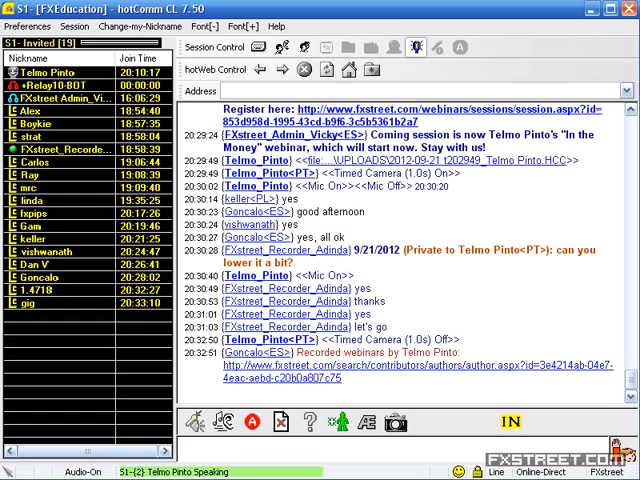 S1- [FXEducation] - hotComm CL 7.50
Preferences Session Change-my-Nickname Font[-] Font[+] Help
S1- Invited [19]
Nickname Join Time
Telmo Pinto 20:10:17
+Relay10-BOT 00:00:00
FXstreet Admin_Vi... 16:06:29
Alex 18:54:40
Boykie 18:57:35
strat 18:58:04
FXstreet_Recorde... 18:58:39
Carlos 19:06:44
Ray 19:08:39
mrc 19:09:40
linda 19:35:25
fxpips 20:17:26
Gam 20:19:46
keller 20:21:25
vishwanath 20:24:47
Dan V 20:26:41
Goncalo 20:28:02
1.4718 20:32:27
gig 20:33:10
Session Control
A
hotWeb Control
Address
Register here: http://www.fxstreet.com/webinars/sessions/session.aspx?id=
853d958d-1995-43cd-b9f6-3c5b5361b2a7
20:29:24 {FXstreet_Admin_Vicky<ES>} Coming session is now Telmo Pinto's "In the
Money" webinar, which will start now. Stay with us!
20:29:49 {Telmo_Pinto} <<file:...\UPLOADS\2012-09-21 t202949_Telmo Pinto.HCC>>
20:29:49 {Telmo_Pinto<PT>} <<Timed Camera (1.0s) On>>
20:30:02 {Telmo_Pinto} <<Mic On>><<Mic Off>> 20:30:20
20:30:14 {keller<PL>} yes
20:30:23 {Goncalo<ES>} good afternoon
20:30:24 {vishwanath} yes
20:30:27 {Goncalo<ES>} yes, all ok
20:30:28 {FXstreet_Recorder_Adinda} 9/21/2012 (Private to Telmo Pinto<PT>): can you
lower it a bit?
20:30:40 {Telmo_Pinto} <<Mic On>>
20:30:49 {FXstreet_Recorder_Adinda} yes
20:30:53 {FXstreet_Recorder_Adinda} thanks
20:31:01 {FXstreet_Recorder_Adinda} yes
20:31:03 {FXstreet_Recorder_Adinda} let's go
20:32:50 {Telmo_Pinto<PT>} <<Timed Camera (1.0s) Off>>
20:32:51 {Goncalo<ES>} Recorded webinars by Telmo Pinto:
http://www.fxstreet.com/search/contributors/authors/author.aspx?id=3e4214ab-04e7-
4eac-aebd-c20b0a807c75
A ? Æ IN
FXSTREET.COM
Audio-On S1-{2} Telmo Pinto Speaking Line Online-Direct FXstreet